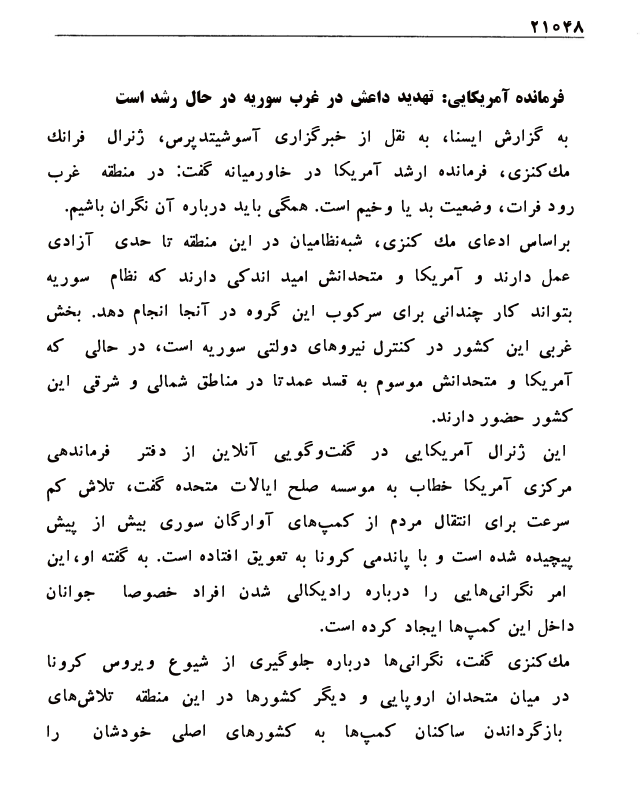 ۲۱۰۴۸
فرمانده آمریکایی: تهدید داعش در غرب سوریه در حال رشد است
به گزارش ایسنا، به نقل از خبرگزاری آسوشیتدپرس، ژنرال فرانک
مک‌کنزی، فرمانده ارشد آمریکا در خاورمیانه گفت: در منطقه غرب
رود فرات، وضعیت بد یا وخیم است. همگی باید درباره آن نگران باشیم.
براساس ادعای مک کنزی، شبه‌نظامیان در این منطقه تا حدی آزادی
عمل دارند و آمریکا و متحدانش امید اندکی دارند که نظام سوریه
بتواند کار چندانی برای سرکوب این گروه در آنجا انجام دهد. بخش
غربی این کشور در کنترل نیروهای دولتی سوریه است، در حالی که
آمریکا و متحدانش موسوم به قسد عمدتا در مناطق شمالی و شرقی این
کشور حضور دارند.
این ژنرال آمریکایی در گفت‌وگویی آنلاین از دفتر فرماندهی
مرکزی آمریکا خطاب به موسسه صلح ایالات متحده گفت، تلاش کم
سرعت برای انتقال مردم از کمپ‌های آوارگان سوری بیش از پیش
پیچیده شده است و با پاندمی کرونا به تعویق افتاده است. به گفته او،این
امر نگرانی‌هایی را درباره رادیکالی شدن افراد خصوصا جوانان
داخل این کمپ‌ها ایجاد کرده است.
مک‌کنزی گفت، نگرانی‌ها درباره جلوگیری از شیوع ویروس کرونا
در میان متحدان اروپایی و دیگر کشورها در این منطقه تلاش‌های
بازگرداندن ساکنان کمپ‌ها به کشورهای اصلی خودشان را